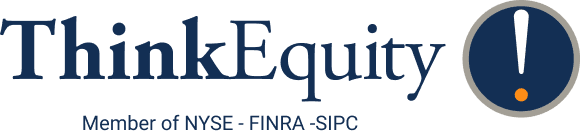 ThinkEquity !
Member of NYSE - FINRA -SIPC